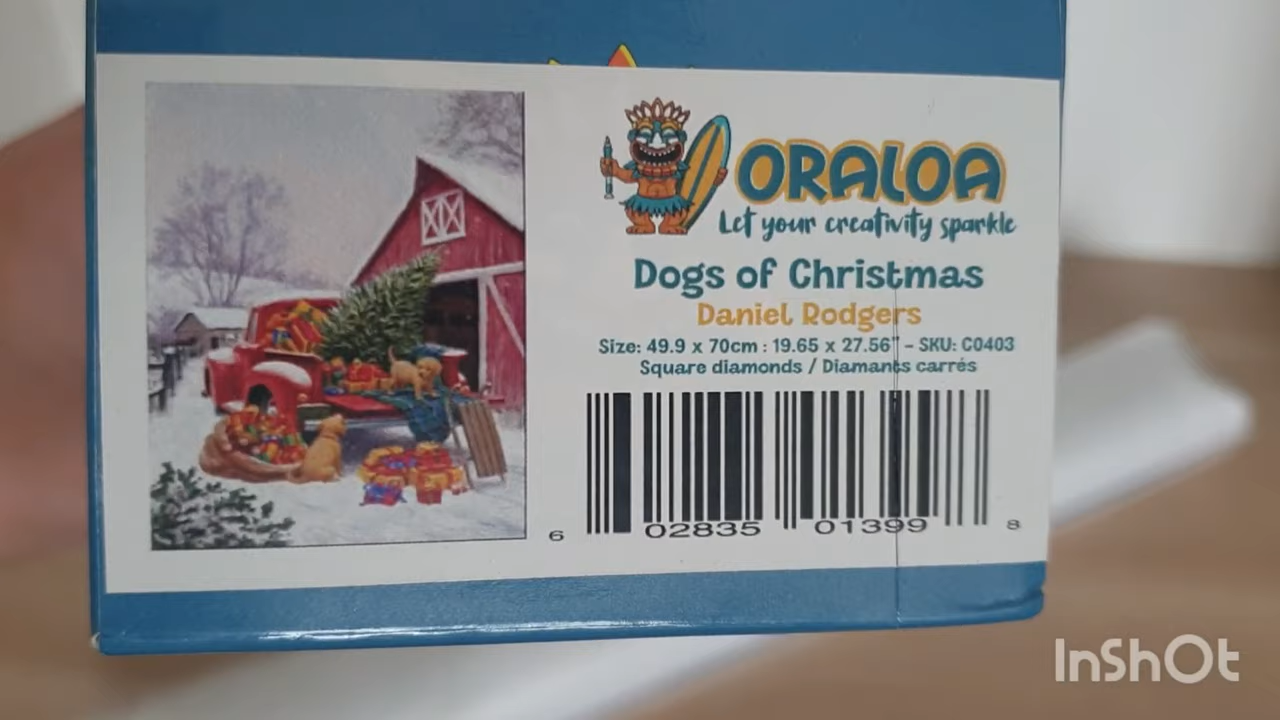 ORALOA
Let your creativity sparkle
Dogs of Christmas
Daniel Rodgers
Size: 49.9 x 70cm : 19.65 x 27.56" - SKU: C0403
Square diamonds / Diamants carrés
6 02835 01399 8
InShOt